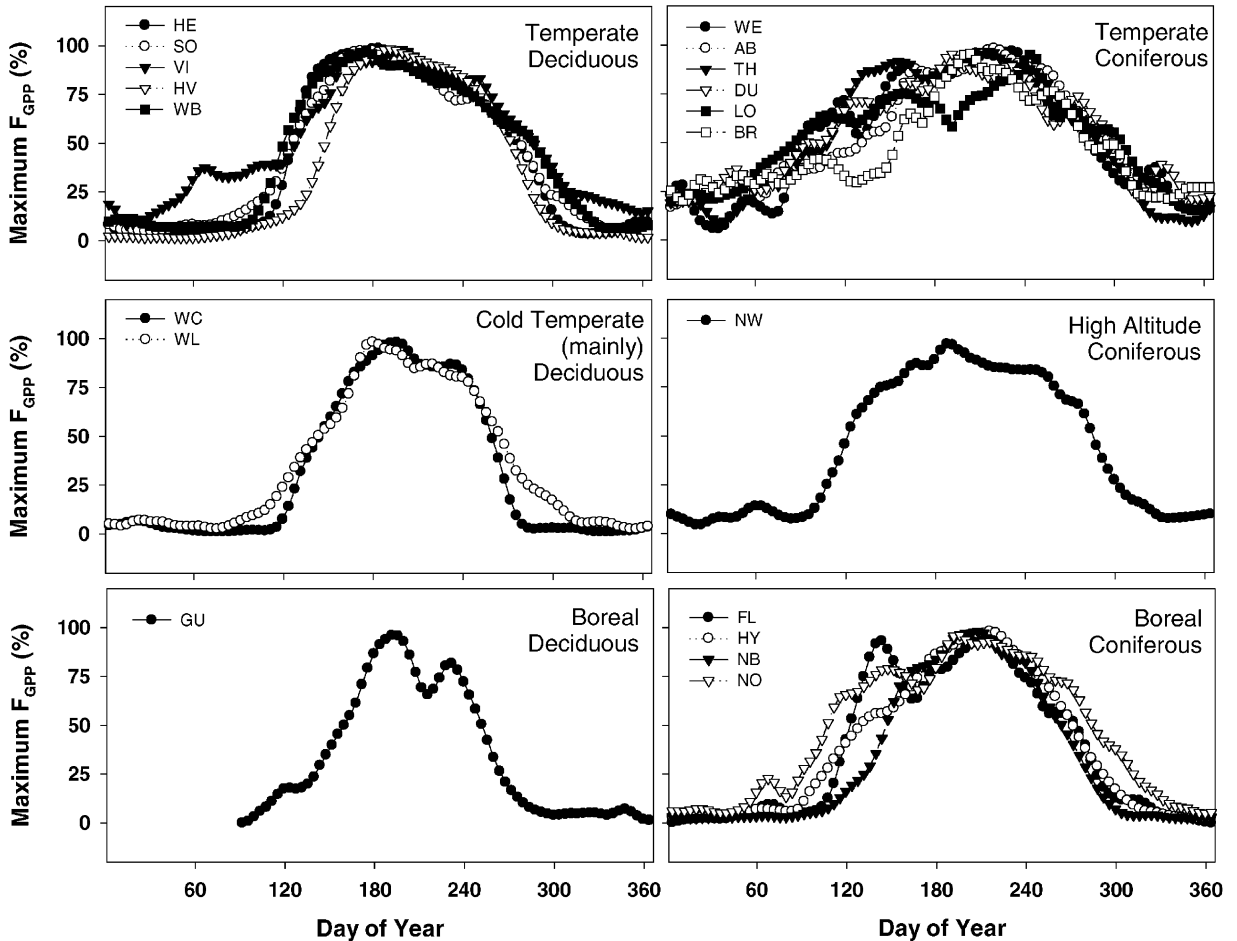 Temperate
Deciduous
HE
SO
VI
HV
WB
Maximum F_GPP (%)
100
75
50
25
0
Temperate
Coniferous
WE
AB
TH
DU
LO
BR
Cold Temperate
(mainly)
Deciduous
WC
WL
Maximum F_GPP (%)
100
75
50
25
0
High Altitude
Coniferous
NW
Boreal
Deciduous
GU
Maximum F_GPP (%)
100
75
50
25
0
60 120 180 240 300 360
Day of Year
Boreal
Coniferous
FL
HY
NB
NO
60 120 180 240 300 360
Day of Year